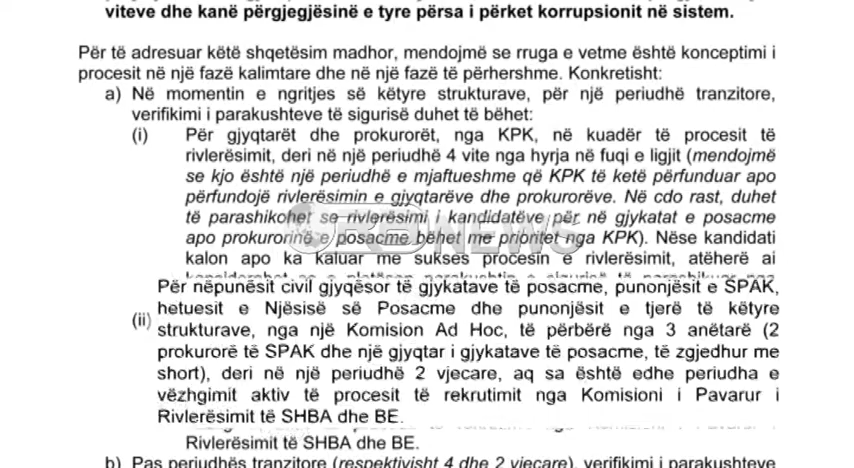 viteve dhe kanë përgjegjësinë e tyre përsa i përket korrupsionit në sistem.
Për të adresuar këtë shqetësim madhor, mendojmë se rruga e vetme është konceptimi i
procesit në një fazë kalimtare dhe në një fazë të përhershme. Konkretisht:
a) Në momentin e ngritjes së këtyre strukturave, për një periudhë tranzitore,
verifikimi i parakushteve të sigurisë duhet të bëhet:
(i) Për gjyqtarët dhe prokurorët, nga KPK, në kuadër të procesit të
rivlerësimit, deri në një periudhë 4 vite nga hyrja në fuqi e ligjit (mendojmë
se kjo është një periudhë e mjaftueshme që KPK të ketë përfunduar apo
përfundojë rivlerësimin e gjyqtarëve dhe prokurorëve. Në cdo rast, duhet
të parashikohet se rivlerësimi i kandidatëve për në gjykatat e posacme
apo prokurorinë e posacme bëhet me prioritet nga KPK). Nëse kandidati
kalon apo ka kaluar me sukses procesin e rivlerësimit, atëherë ai
Për nëpunësit civil gjyqësor të gjykatave të posacme, punonjësit e SPAK,
hetuesit e Njësisë së Posacme dhe punonjësit e tjerë të këtyre
(ii) strukturave, nga një Komision Ad Hoc, të përbërë nga 3 anëtarë (2
prokurorë të SPAK dhe një gjyqtar i gjykatave të posacme, të zgjedhur me
short), deri në një periudhë 2 vjecare, aq sa është edhe periudha e
vëzhgimit aktiv të procesit të rekrutimit nga Komisioni i Pavarur i
Rivlerësimit të SHBA dhe BE.
Rivlerësimit të SHBA dhe BE.
b) Pas periudhës tranzitore (respektivisht 4 dhe 2 vjecare), verifikimi i parakushteve
NEWS